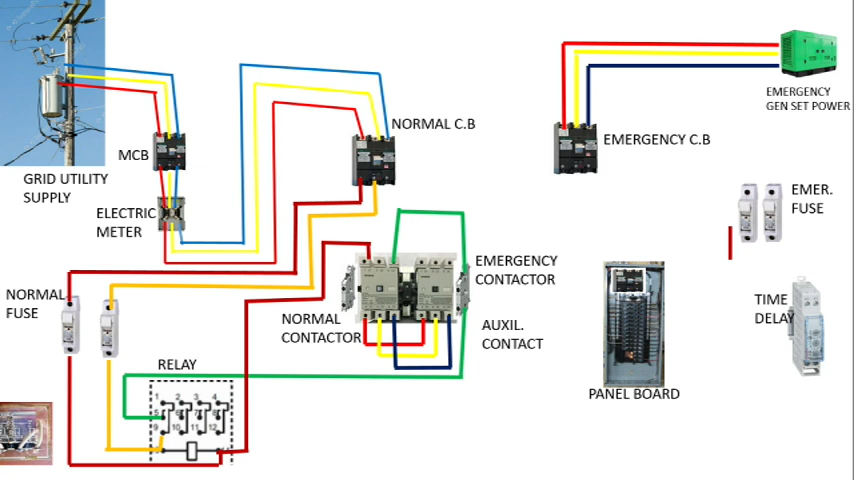 NORMAL C.B
EMERGENCY
GEN SET POWER
EMERGENCY C.B
MCB
GRID UTILITY
SUPPLY
ELECTRIC
METER
EMER.
FUSE
EMERGENCY
CONTACTOR
NORMAL
FUSE
NORMAL
CONTACTOR
AUXIL.
CONTACT
TIME
DELAY
RELAY
PANEL BOARD
1 2 3 4
5 6 7 8
9 10 11 12